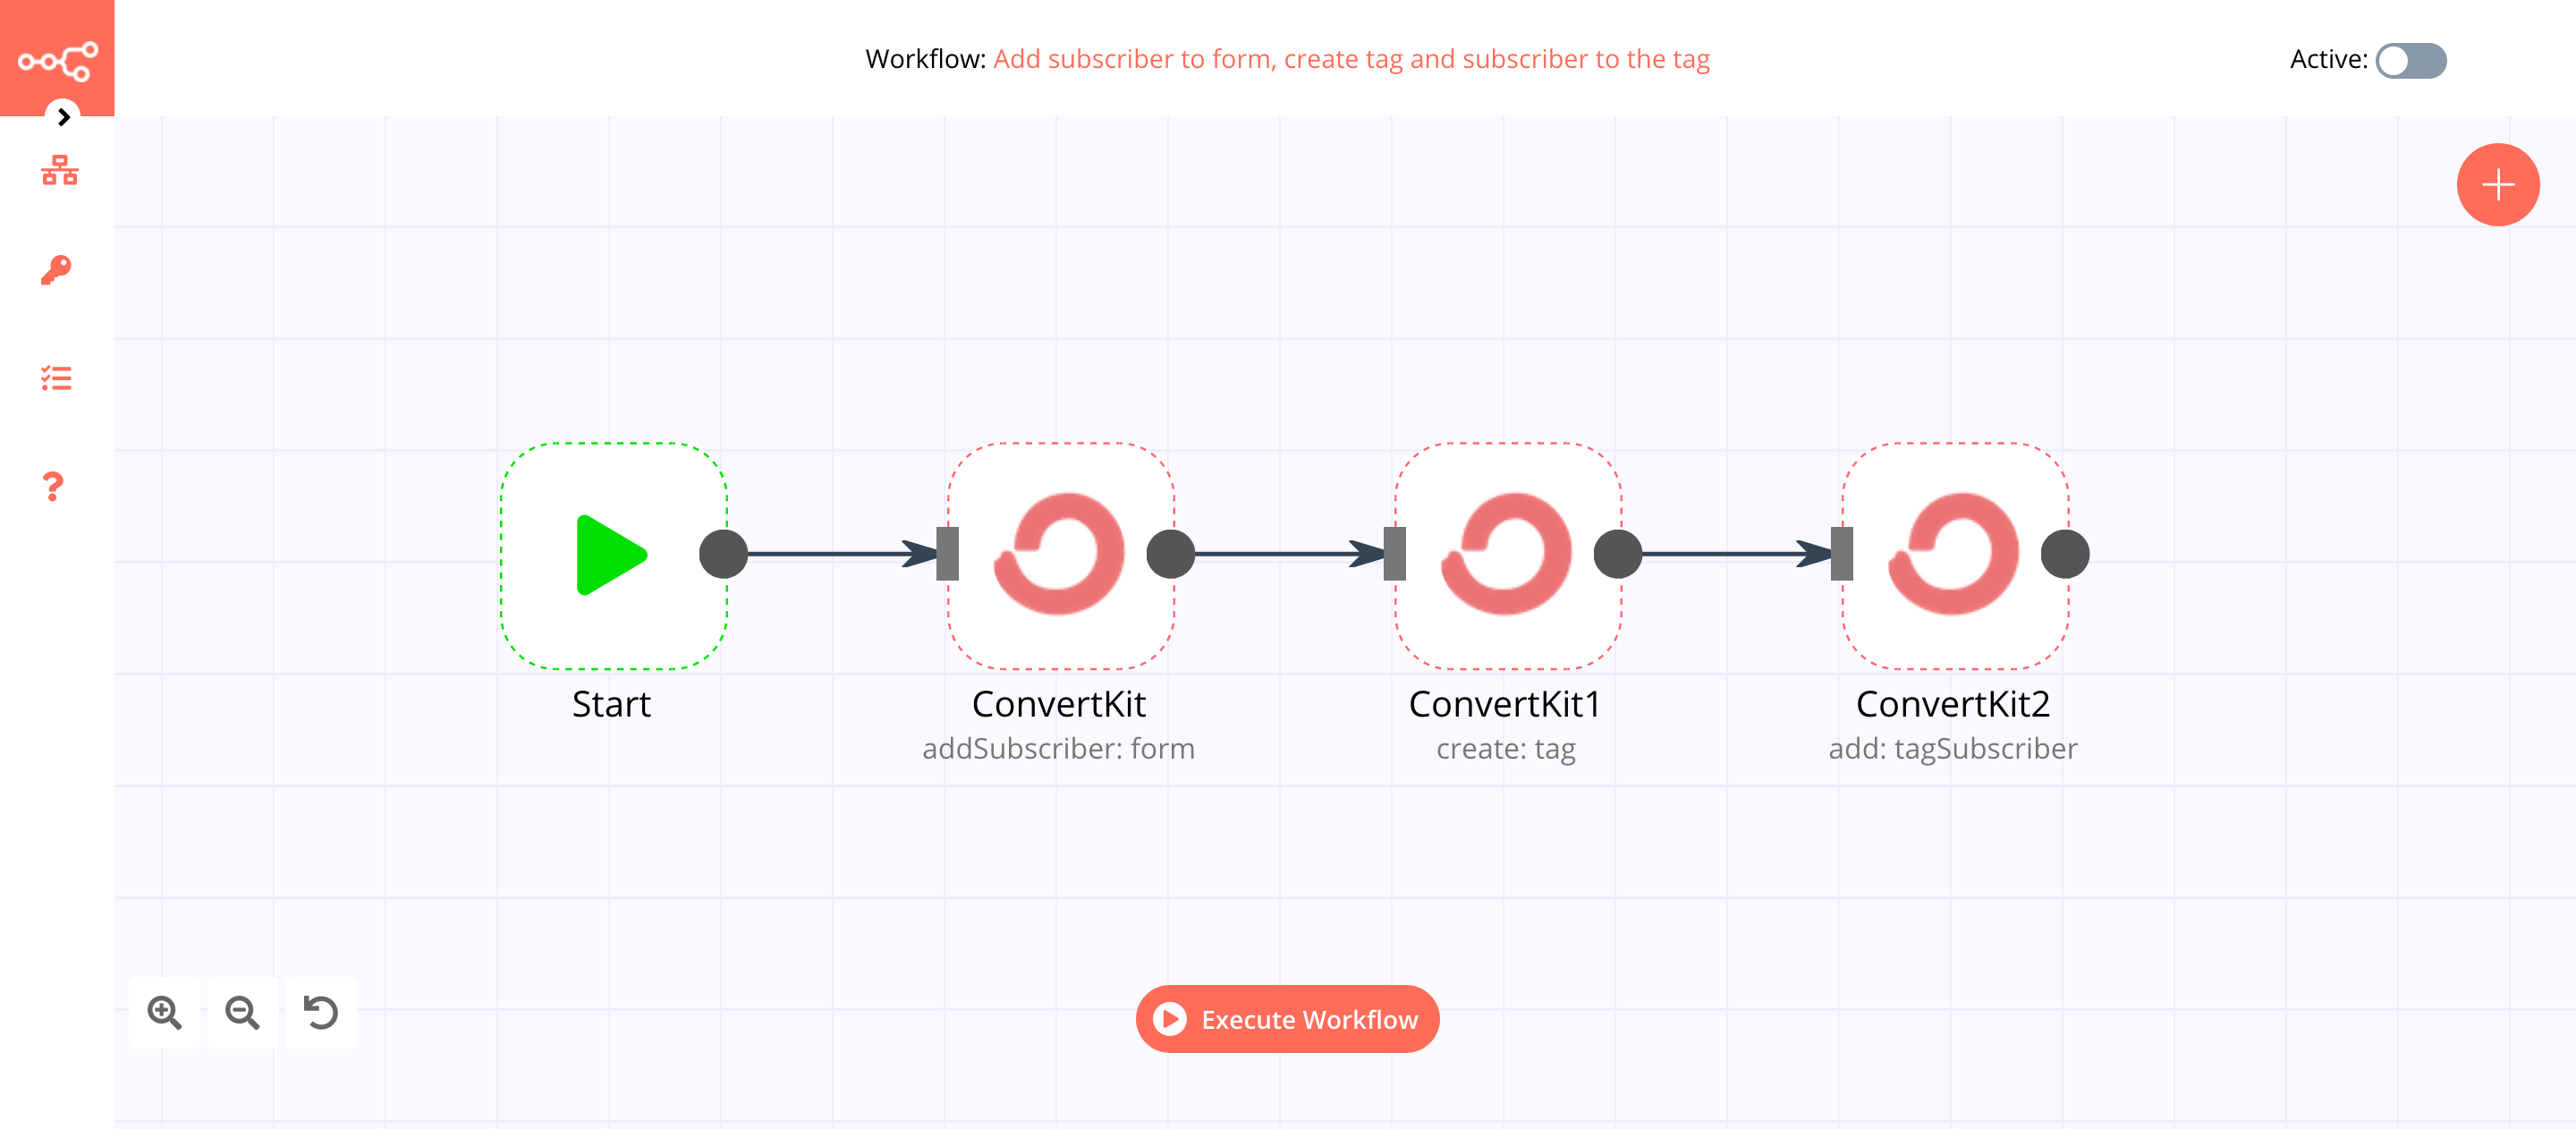 Workflow: Add subscriber to form, create tag and subscriber to the tag
Active:
Start
ConvertKit
addSubscriber: form
ConvertKit1
create: tag
ConvertKit2
add: tagSubscriber
Execute Workflow